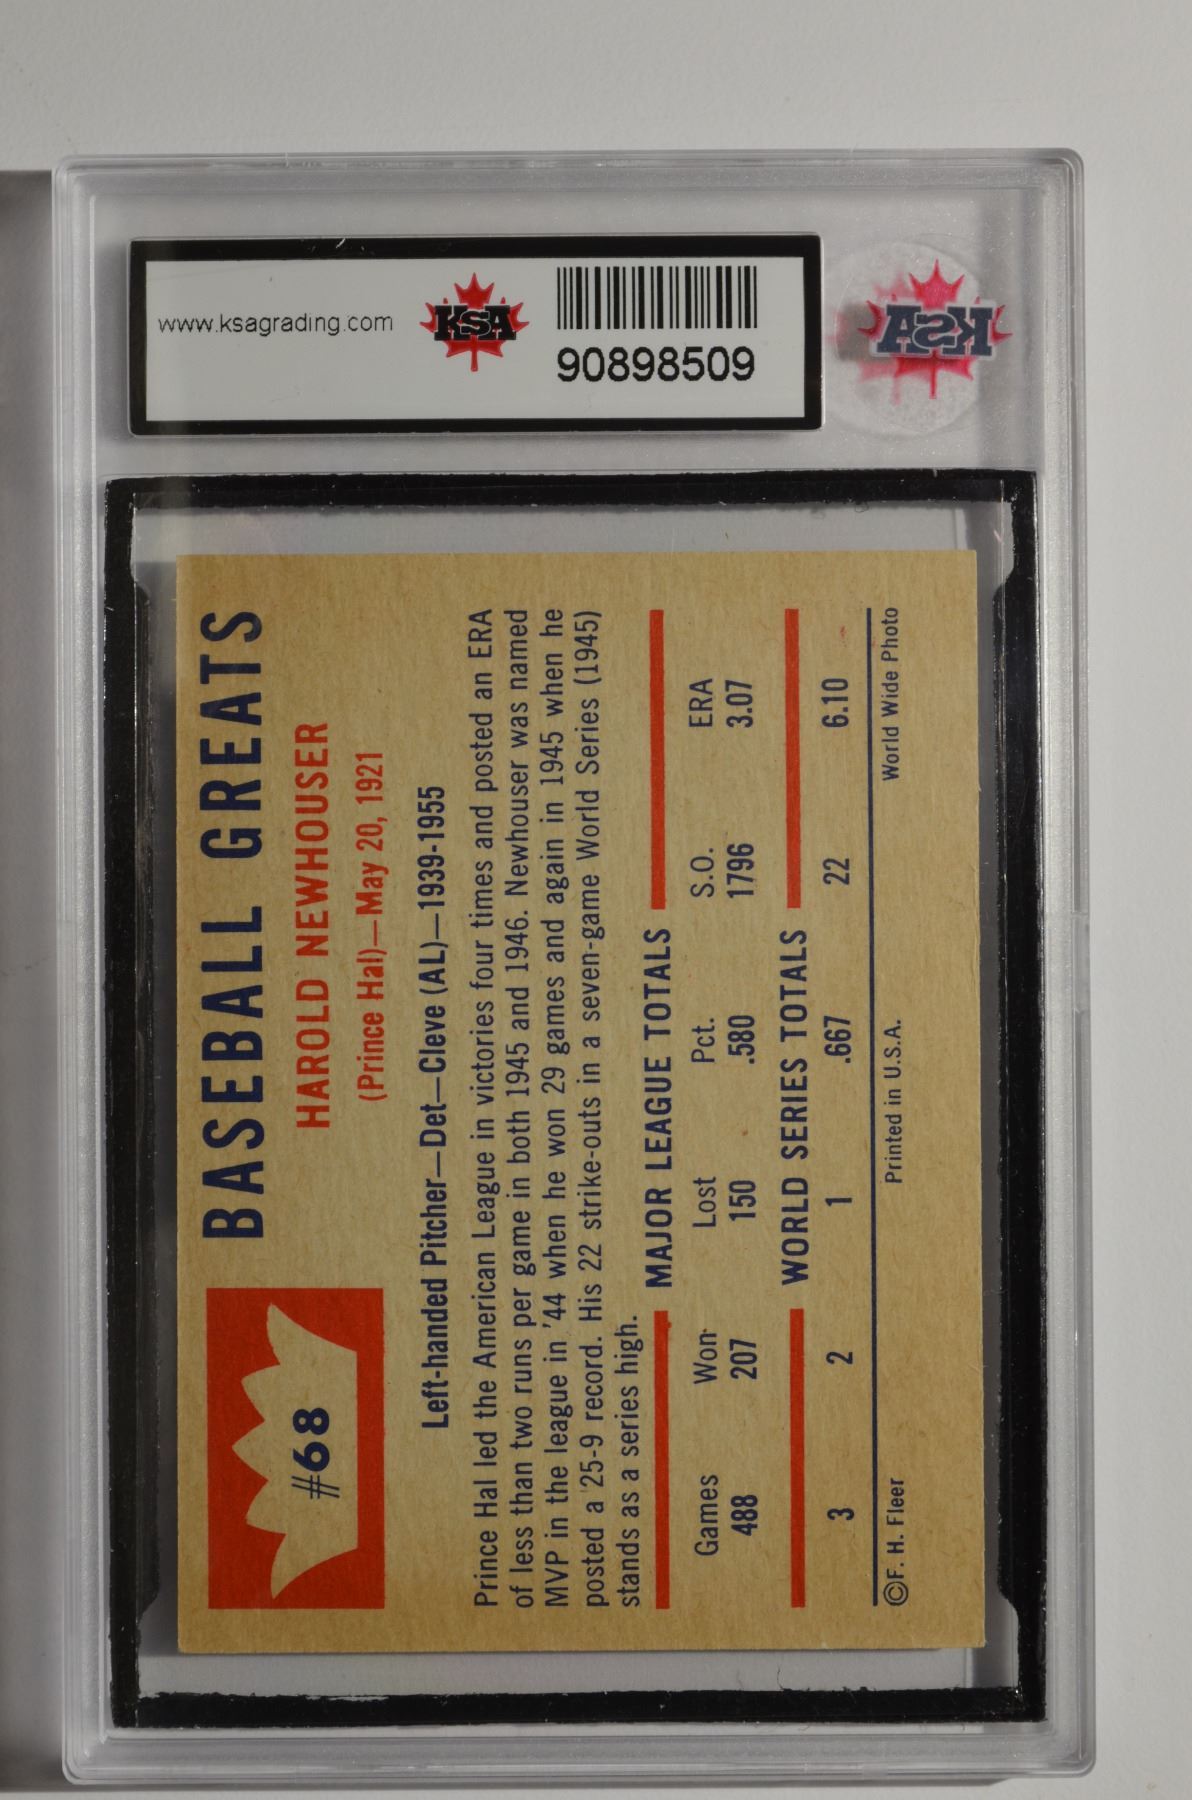 www.ksagrading.com
KSA
90898509
KSA
#68
BASEBALL GREATS
HAROLD NEWHOUSER
(Prince Hal)—May 20, 1921
Left-handed Pitcher—Det—Cleve (AL)—1939-1955
Prince Hal led the American League in victories four times and posted an ERA
of less than two runs per game in both 1945 and 1946. Newhouser was named
MVP in the league in '44 when he won 29 games and again in 1945 when he
posted a 25-9 record. His 22 strike-outs in a seven-game World Series (1945)
stands as a series high.
MAJOR LEAGUE TOTALS
Games Won Lost Pct. S.O. ERA
488 207 150 .580 1796 3.07
WORLD SERIES TOTALS
3 2 1 .667 22 6.10
©F. H. Fleer Printed in U.S.A. World Wide Photo